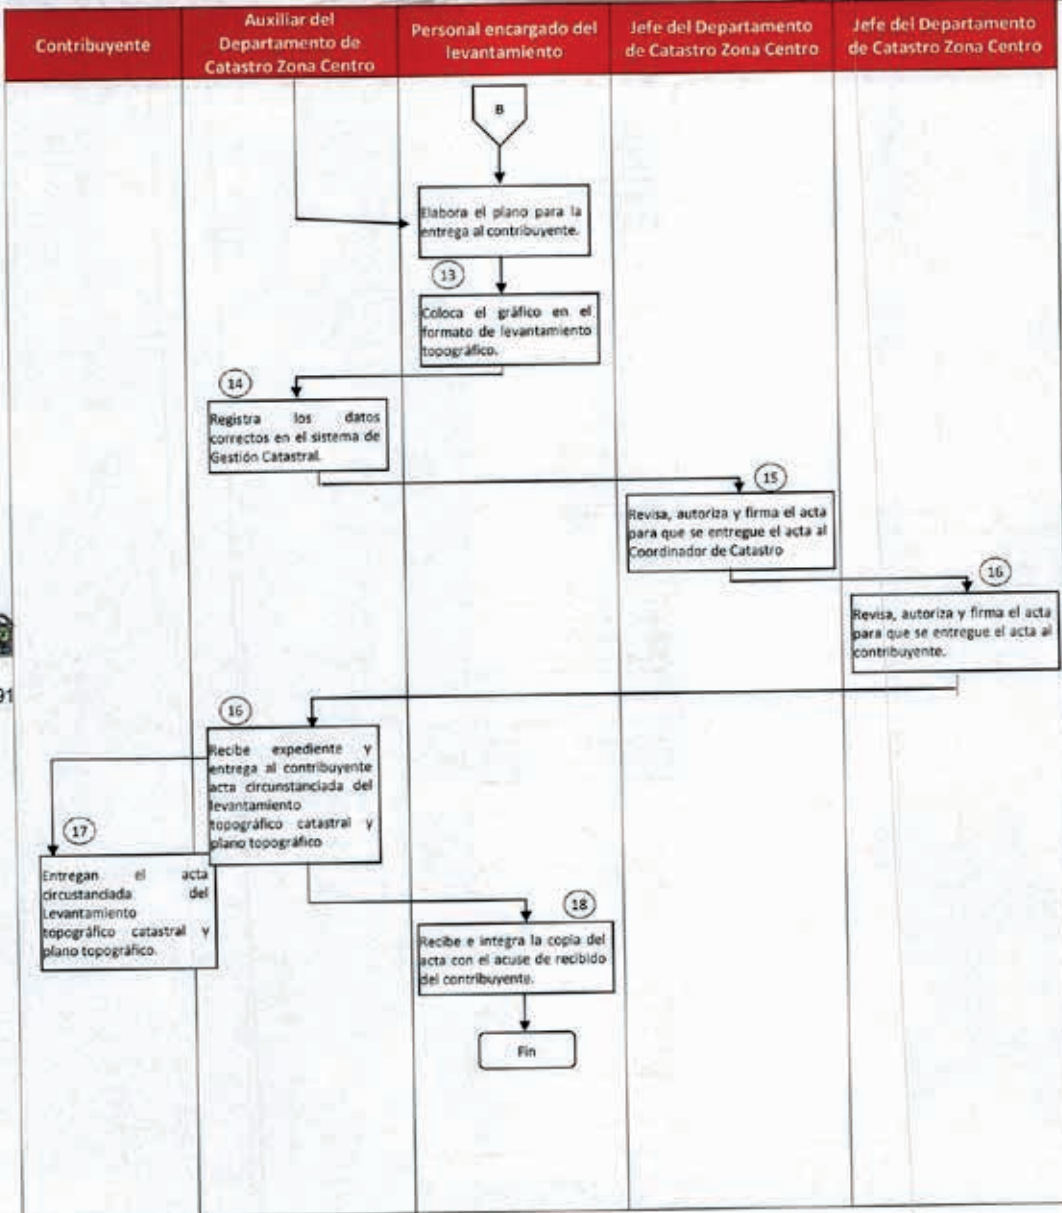 Contribuyente
Auxiliar del
Departamento de
Catastro Zona Centro
Personal encargado del
levantamiento
Jefe del Departamento
de Catastro Zona Centro
Jefe del Departamento
de Catastro Zona Centro
B
Elabora el plano para la
entrega al contribuyente.
13
Coloca el gráfico en el
formato de levantamiento
topográfico.
14
Registra los datos
correctos en el sistema de
Gestión Catastral.
15
Revisa, autoriza y firma el acta
para que se entregue el acta al
Coordinador de Catastro
16
Revisa, autoriza y firma el acta
para que se entregue el acta al
contribuyente.
91
16
Recibe expediente y
entrega al contribuyente
acta circunstanciada del
levantamiento
topográfico catastral y
plano topográfico
17
Entregan el acta
circustanciada del
Levantamiento
topográfico catastral y
plano topográfico.
18
Recibe e integra la copia del
acta con el acuse de recibido
del contribuyente.
Fin